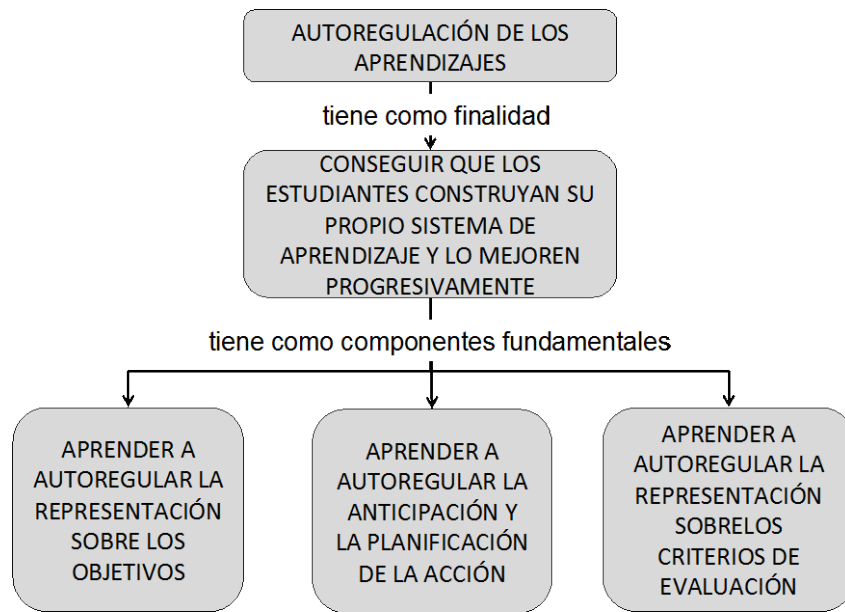 AUTOREGULACIÓN DE LOS
APRENDIZAJES
tiene como finalidad
CONSEGUIR QUE LOS
ESTUDIANTES CONSTRUYAN SU
PROPIO SISTEMA DE
APRENDIZAJE Y LO MEJOREN
PROGRESIVAMENTE
tiene como componentes fundamentales
APRENDER A
AUTOREGULAR LA
REPRESENTACIÓN
SOBRE LOS
OBJETIVOS
APRENDER A
AUTOREGULAR LA
ANTICIPACIÓN Y
LA PLANIFICACIÓN
DE LA ACCIÓN
APRENDER A
AUTOREGULAR LA
REPRESENTACIÓN
SOBRELOS
CRITERIOS DE
EVALUACIÓN